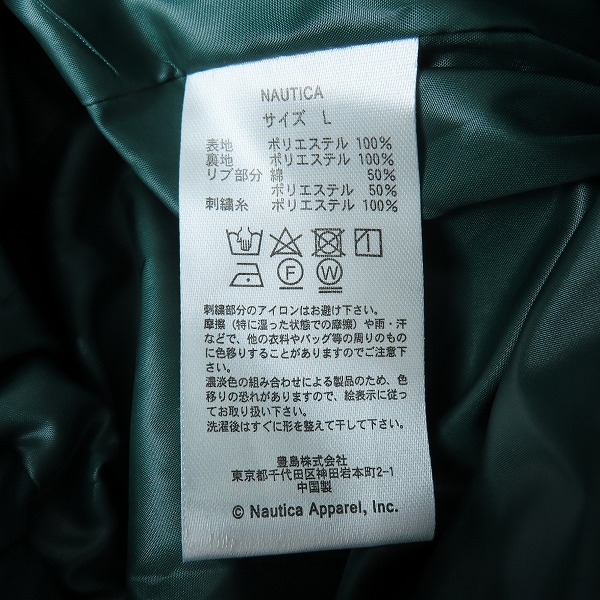 NAUTICA
サイズ L
表地 ポリエステル 100%
裏地 ポリエステル 100%
リブ部分 綿 50%
ポリエステル 50%
刺繍糸 ポリエステル 100%
F W
刺繍部分のアイロンはお避け下さい。
摩擦（特に湿った状態での摩擦）や雨・汗
などで、他の衣料やバッグ等の周りのもの
に色移りすることがありますのでご注意下
さい。
濃淡色の組み合わせによる製品のため、色
移りの恐れがありますので、絵表示に従っ
てお取り扱い下さい。
洗濯後はすぐに形を整えて干して下さい。
豊島株式会社
東京都千代田区神田岩本町2-1
中国製
© Nautica Apparel, Inc.